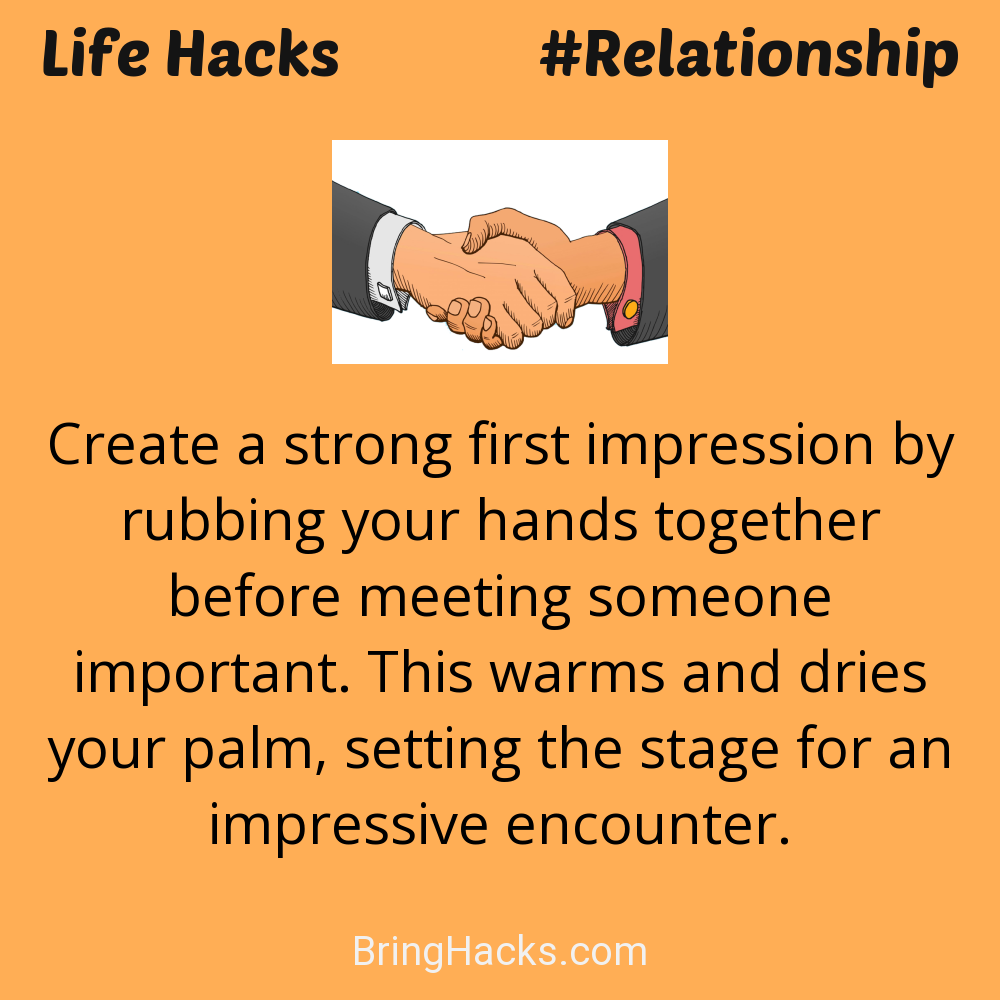 Life Hacks #Relationship
Create a strong first impression by
rubbing your hands together
before meeting someone
important. This warms and dries
your palm, setting the stage for an
impressive encounter.
BringHacks.com